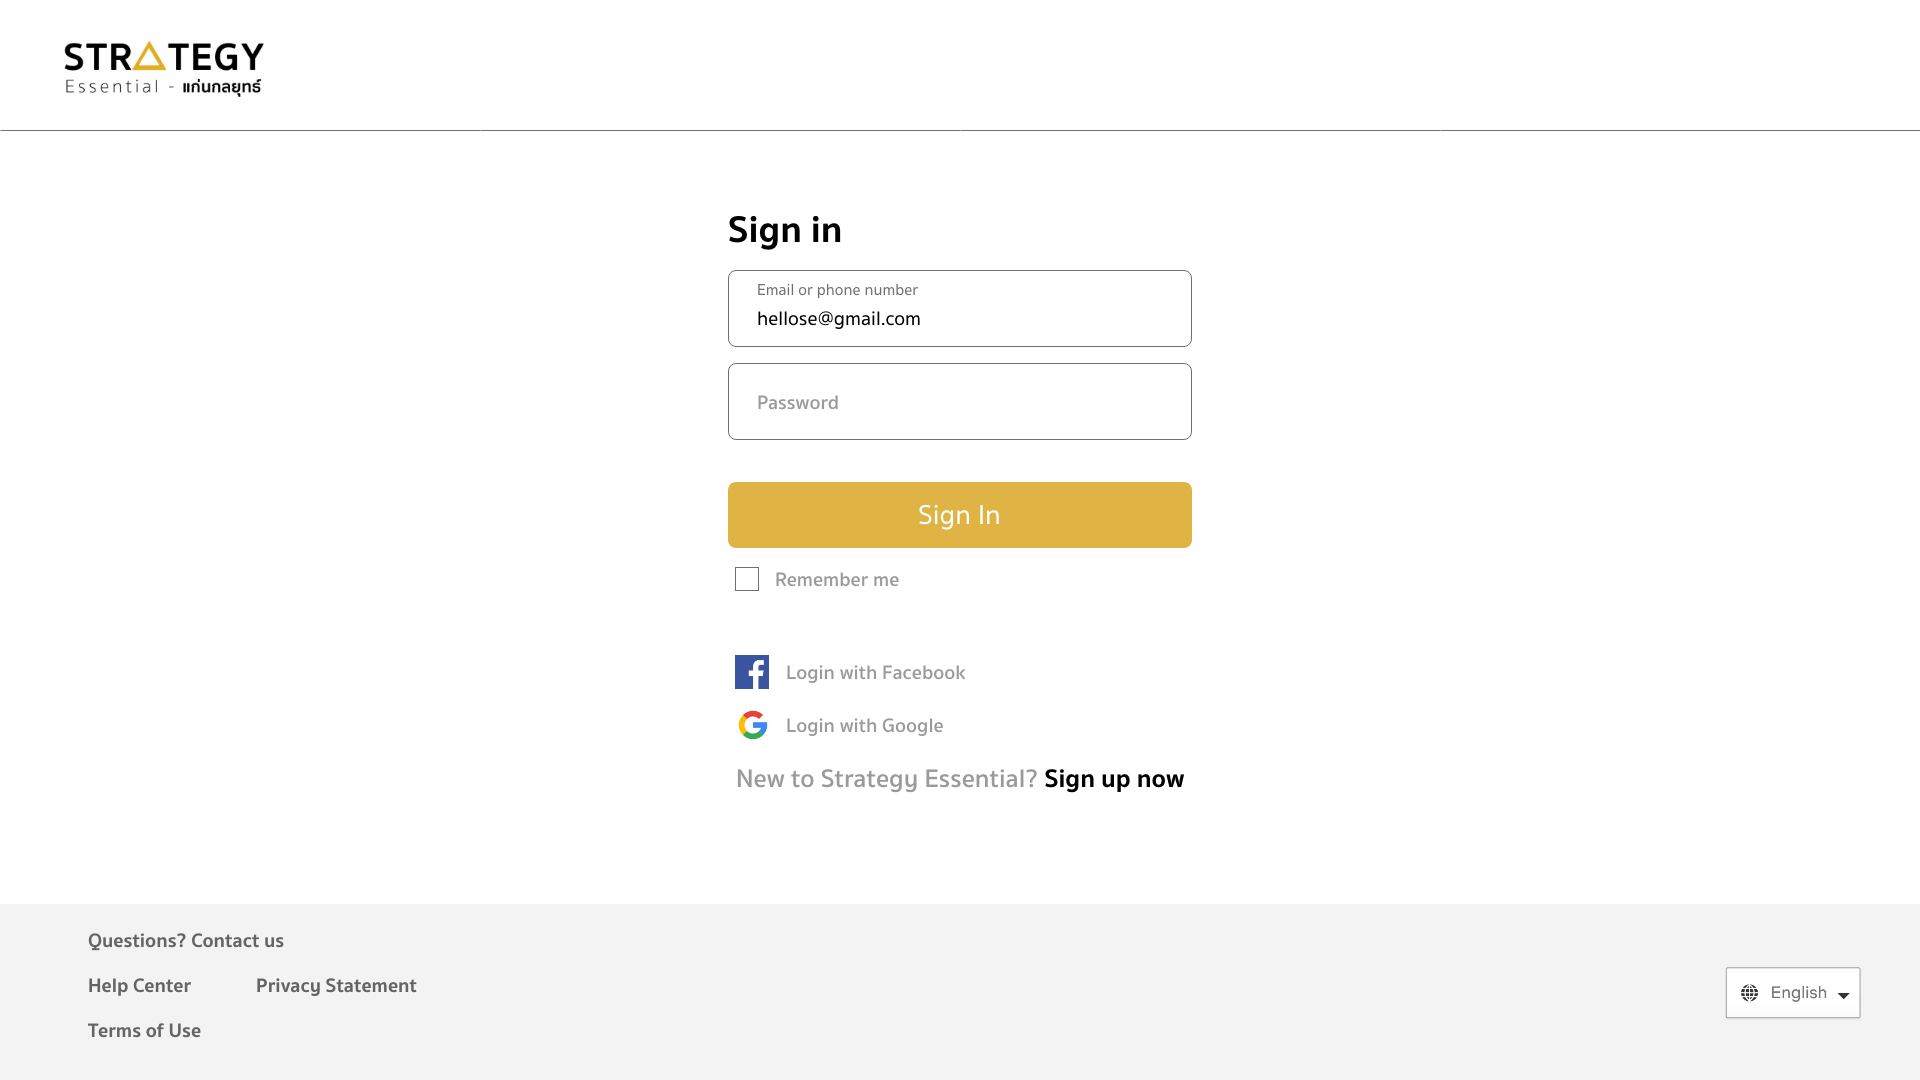 STRATEGY
Essential - แก่นกลยุทธ์
Sign in
Email or phone number
hellose@gmail.com
Password
Sign In
Remember me
Login with Facebook
Login with Google
New to Strategy Essential? Sign up now
Questions? Contact us
Help Center Privacy Statement
Terms of Use
English